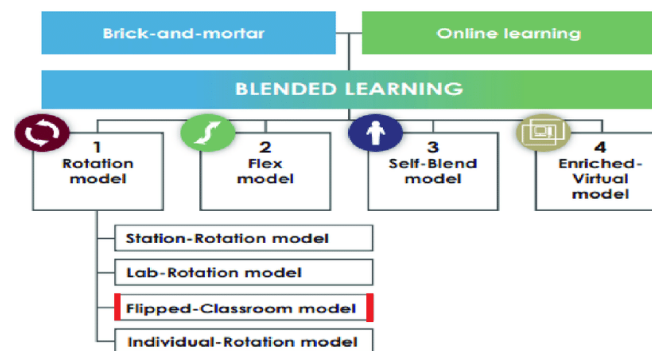 Brick-and-mortar
Online learning
BLENDED LEARNING
1
Rotation
model
2
Flex
model
3
Self-Blend
model
4
Enriched-
Virtual
model
Station-Rotation model
Lab-Rotation model
Flipped-Classroom model
Individual-Rotation model